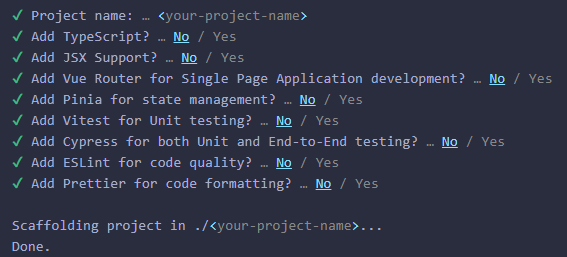 ✔ Project name: … <your-project-name>
✔ Add TypeScript? … No / Yes
✔ Add JSX Support? … No / Yes
✔ Add Vue Router for Single Page Application development? … No / Yes
✔ Add Pinia for state management? … No / Yes
✔ Add Vitest for Unit testing? … No / Yes
✔ Add Cypress for both Unit and End-to-End testing? … No / Yes
✔ Add ESLint for code quality? … No / Yes
✔ Add Prettier for code formatting? … No / Yes
Scaffolding project in ./<your-project-name>...
Done.